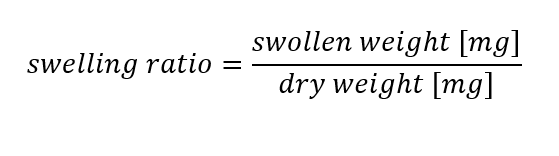 swelling ratio = swollen weight [mg]
dry weight [mg]